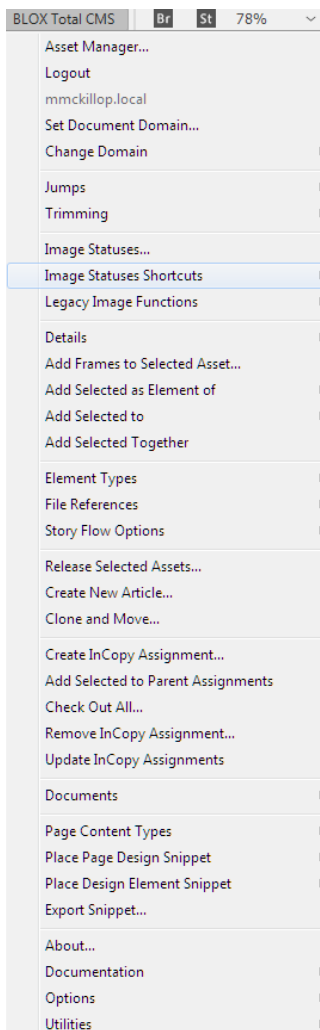 BLOX Total CMS Br St 78%
Asset Manager...
Logout
mmckillop.local
Set Document Domain...
Change Domain
Jumps
Trimming
Image Statuses...
Image Statuses Shortcuts
Legacy Image Functions
Details
Add Frames to Selected Asset...
Add Selected as Element of
Add Selected to
Add Selected Together
Element Types
File References
Story Flow Options
Release Selected Assets...
Create New Article...
Clone and Move...
Create InCopy Assignment...
Add Selected to Parent Assignments
Check Out All...
Remove InCopy Assignment...
Update InCopy Assignments
Documents
Page Content Types
Place Page Design Snippet
Place Design Element Snippet
Export Snippet...
About...
Documentation
Options
Utilities